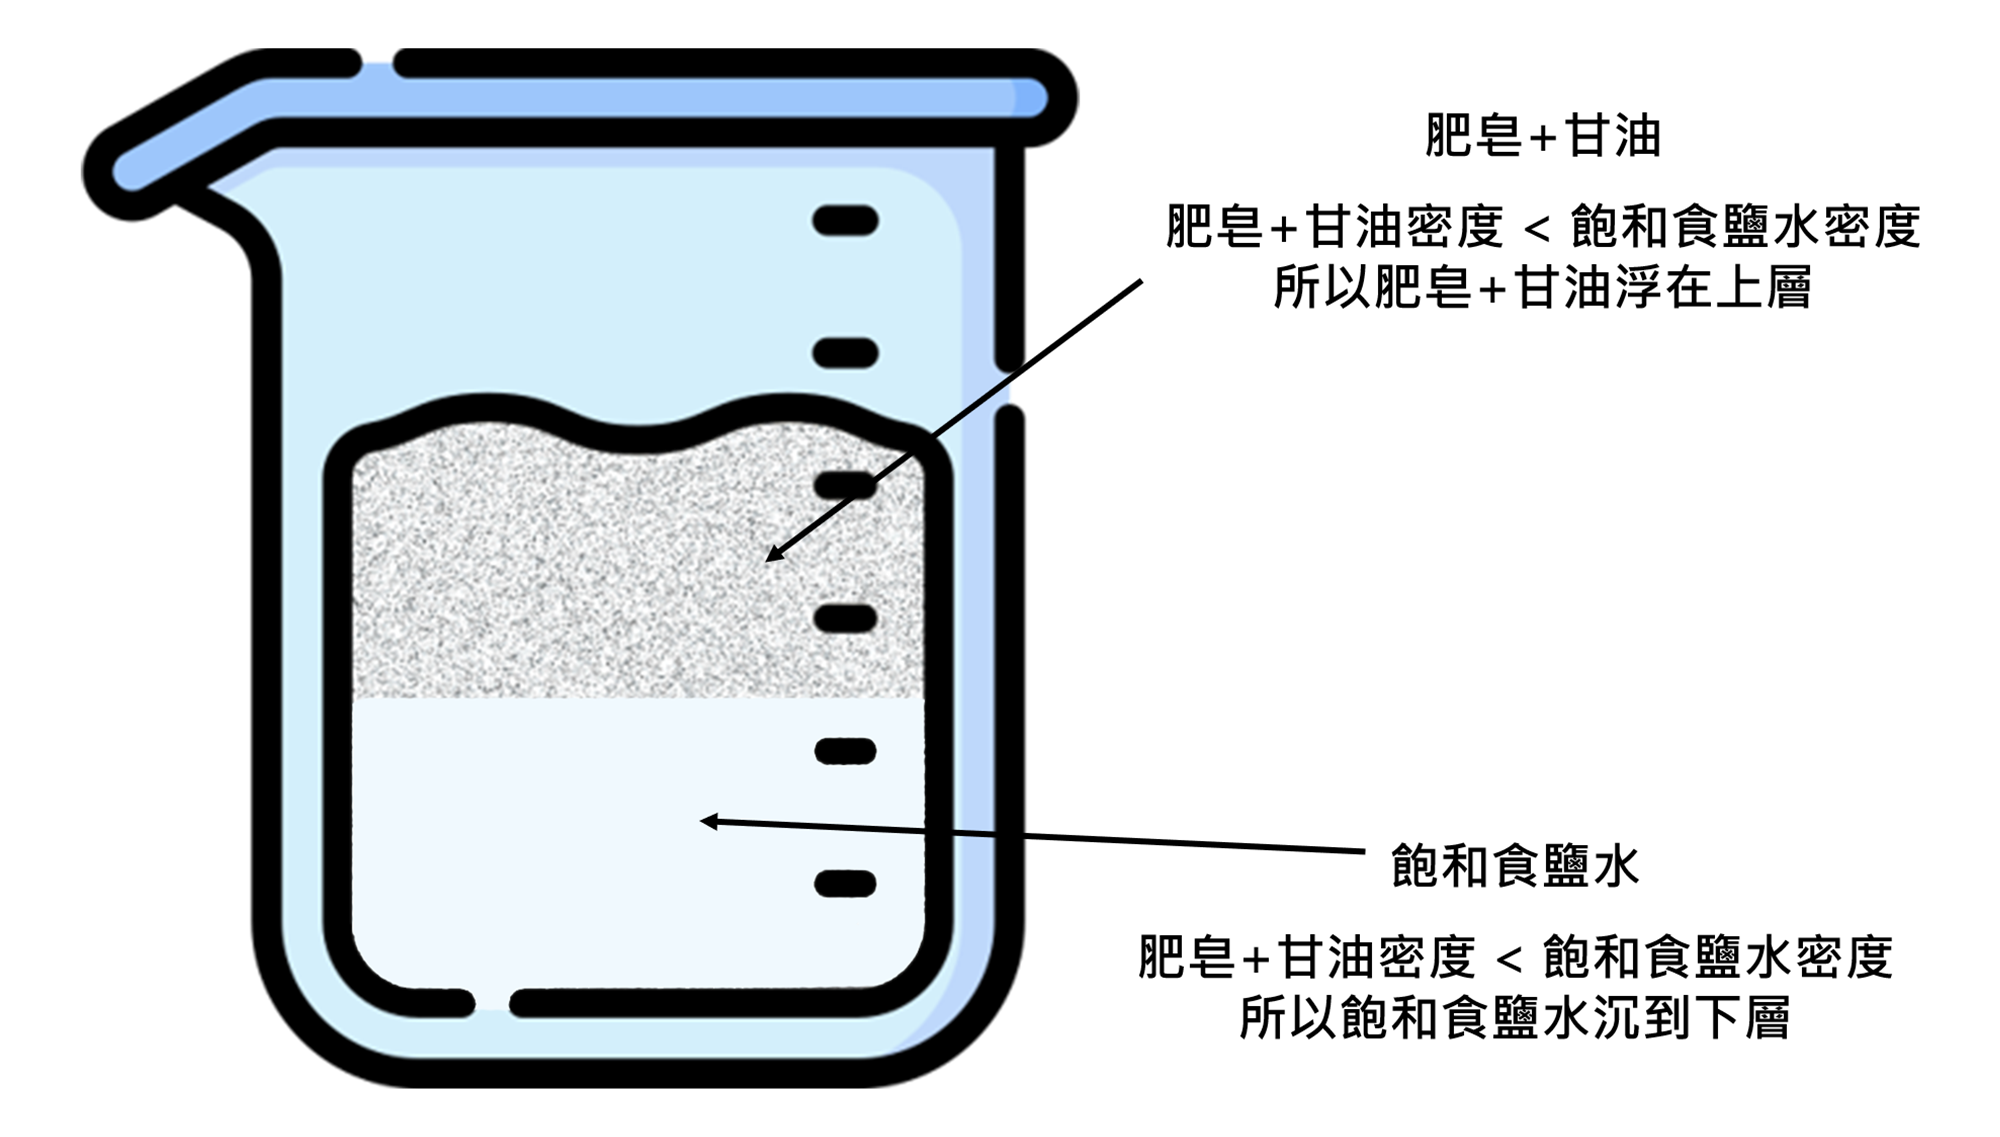 肥皂+甘油
肥皂+甘油密度 < 飽和食鹽水密度
所以肥皂+甘油浮在上層
飽和食鹽水
肥皂+甘油密度 < 飽和食鹽水密度
所以飽和食鹽水沉到下層